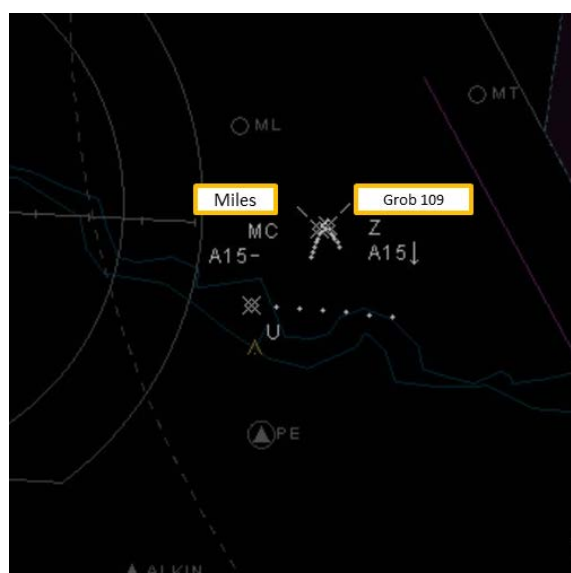 MT
ML
Miles
Grob 109
MC
Z
A15-
A15↓
U
PE
ALKIN